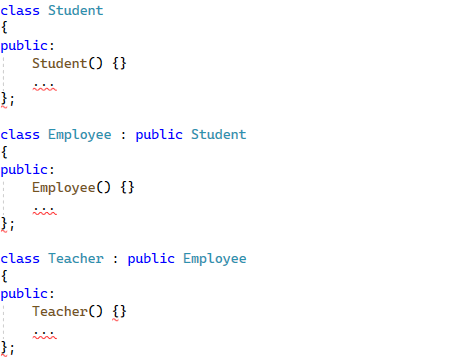 class Student
{
public:
    Student() {}
    ...
};

class Employee : public Student
{
public:
    Employee() {}
    ...
};

class Teacher : public Employee
{
public:
    Teacher() {}
    ...
};